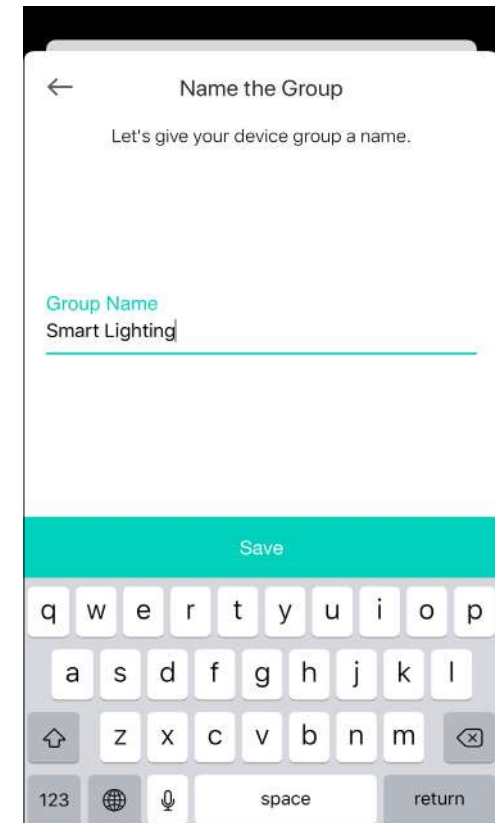 Name the Group
Let's give your device group a name.
Group Name
Smart Lighting
Save
q w e r t y u i o p
a s d f g h j k l
z x c v b n m
123 space return